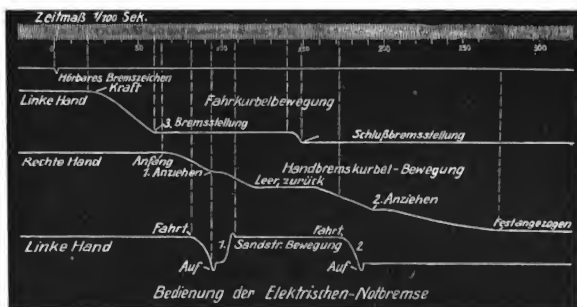 Zeitmaß 1/100 Sek.
0 50 100 150 200 250 300
Hörbares Bremszeichen
Linke Hand
Kraft
Fahrkurbelbewegung
3. Bremsstellung
Schlußbremsstellung
Rechte Hand
Anfang
1. Anziehen
Handbremskurbel-Bewegung
Leer, zurück
2. Anziehen
Festangezogen
Linke Hand
Fahrt,
1.
Sandstr. Bewegung
Fahrt,
2
Auf
Auf
Bedienung der Elektrischen-Notbremse